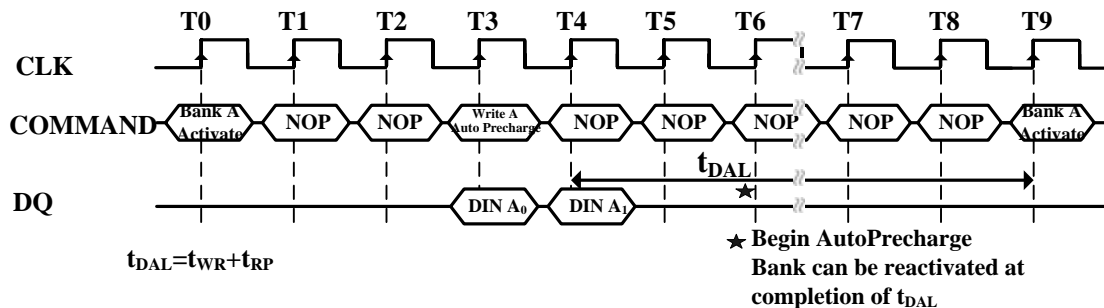 T0 T1 T2 T3 T4 T5 T6 T7 T8 T9
CLK
COMMAND Bank A Activate NOP NOP Write A Auto Precharge NOP NOP NOP NOP NOP Bank A Activate
tDAL
DQ DIN A0 DIN A1
tDAL=tWR+tRP
★ Begin AutoPrecharge
Bank can be reactivated at
completion of tDAL